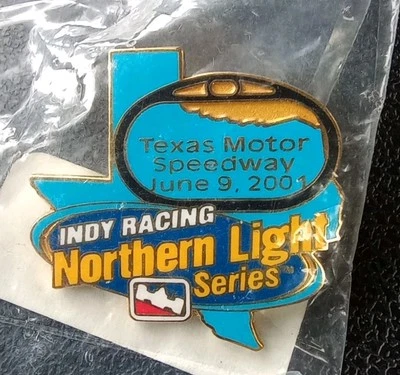 Texas Motor
Speedway
June 9, 2001
INDY RACING
Northern Light
Series